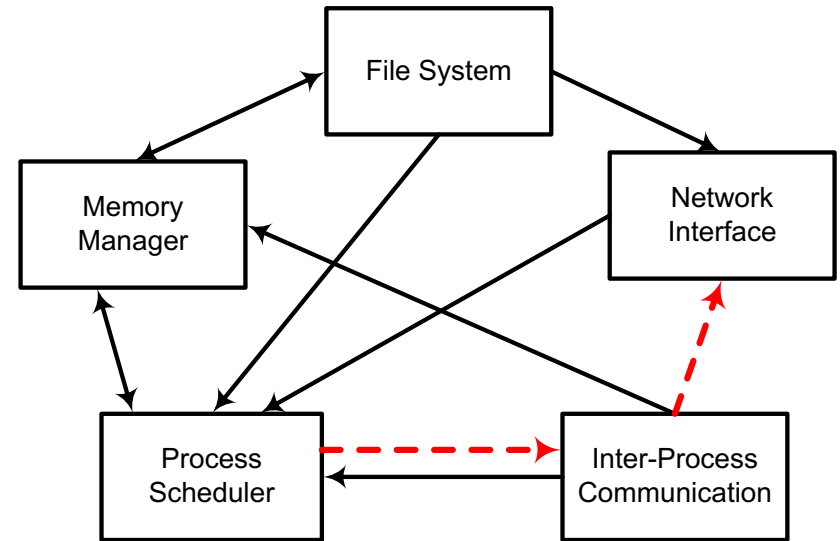 File System
Memory
Manager
Network
Interface
Process
Scheduler
Inter-Process
Communication